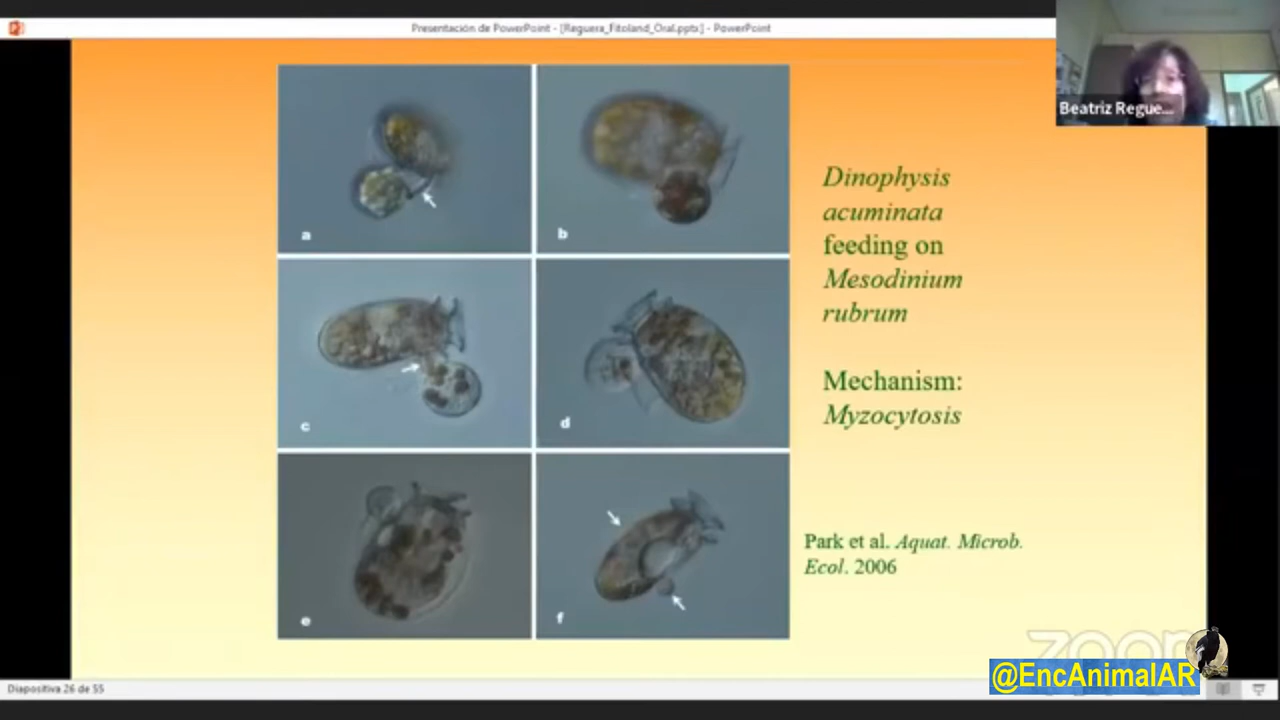 Presentación de PowerPoint - [Reguera_Fitoland_Oral.pptx] - PowerPoint
Beatriz Regue...
a
b
c
d
e
f
Dinophysis
acuminata
feeding on
Mesodinium
rubrum
Mechanism:
Myzocytosis
Park et al. Aquat. Microb.
Ecol. 2006
zoom
@EncAnimalAR
Diapositiva 26 de 55